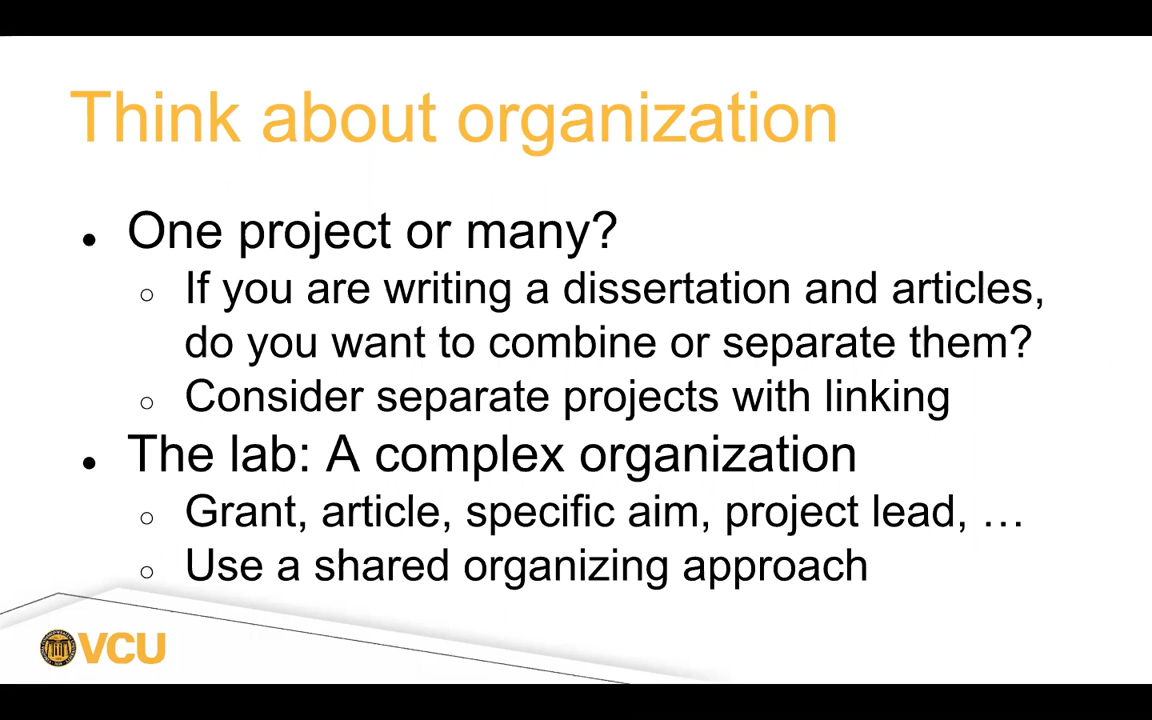 Think about organization
● One project or many?
○ If you are writing a dissertation and articles,
do you want to combine or separate them?
○ Consider separate projects with linking
● The lab: A complex organization
○ Grant, article, specific aim, project lead, …
○ Use a shared organizing approach
VCU